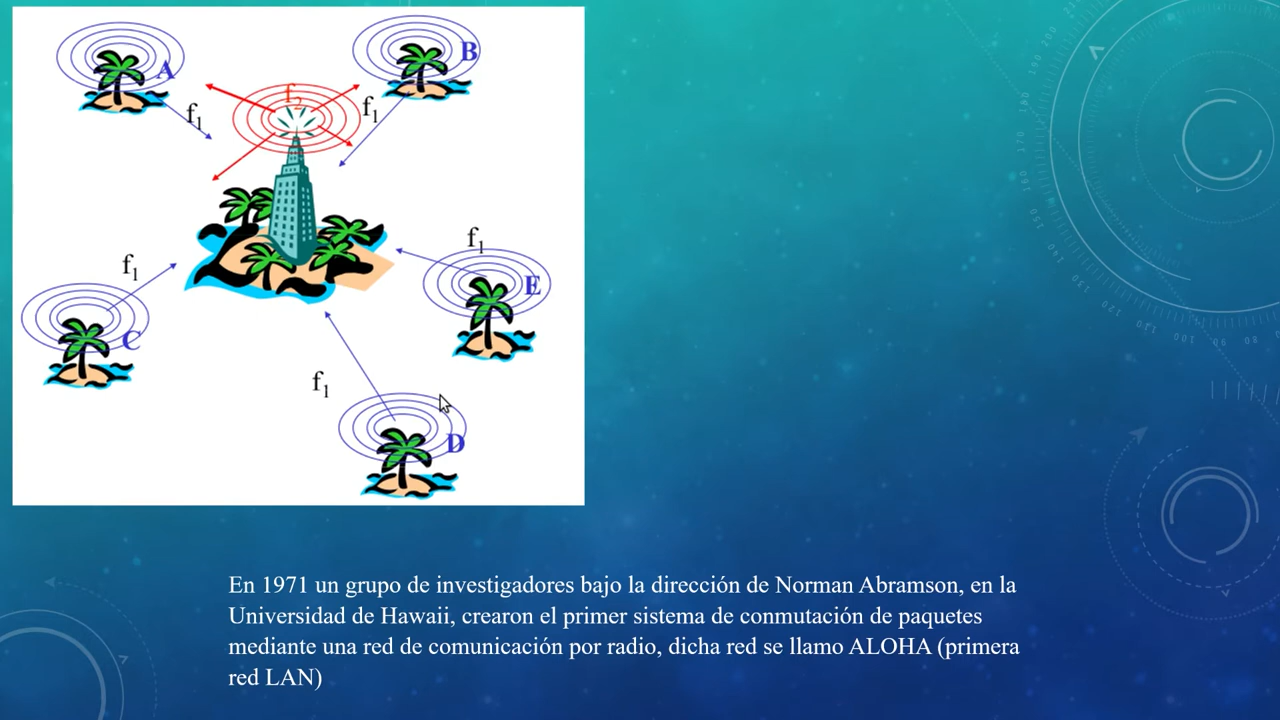 A
B
f2
f1
f1
f1
f1
E
C
f1
D
En 1971 un grupo de investigadores bajo la dirección de Norman Abramson, en la
Universidad de Hawaii, crearon el primer sistema de conmutación de paquetes
mediante una red de comunicación por radio, dicha red se llamo ALOHA (primera
red LAN)